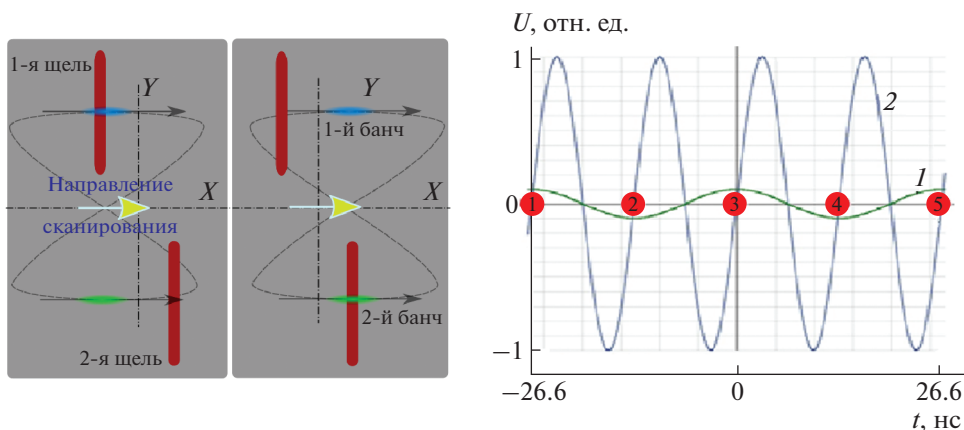 1-я щель
Y
X
Направление
сканирования
2-я щель
Y
1-й банч
X
2-й банч
U, отн. ед.
1
2
1
0
1
2
3
4
5
−1
−26.6
0
26.6
t, нс